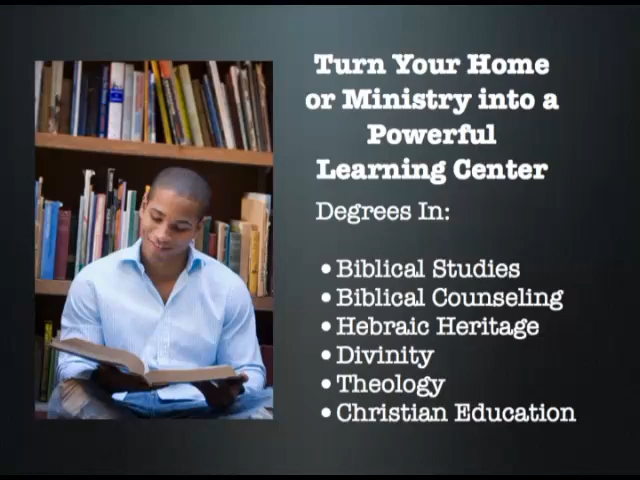 Turn Your Home
or Ministry into a
Powerful
Learning Center
Degrees In:
• Biblical Studies
• Biblical Counseling
• Hebraic Heritage
• Divinity
• Theology
• Christian Education